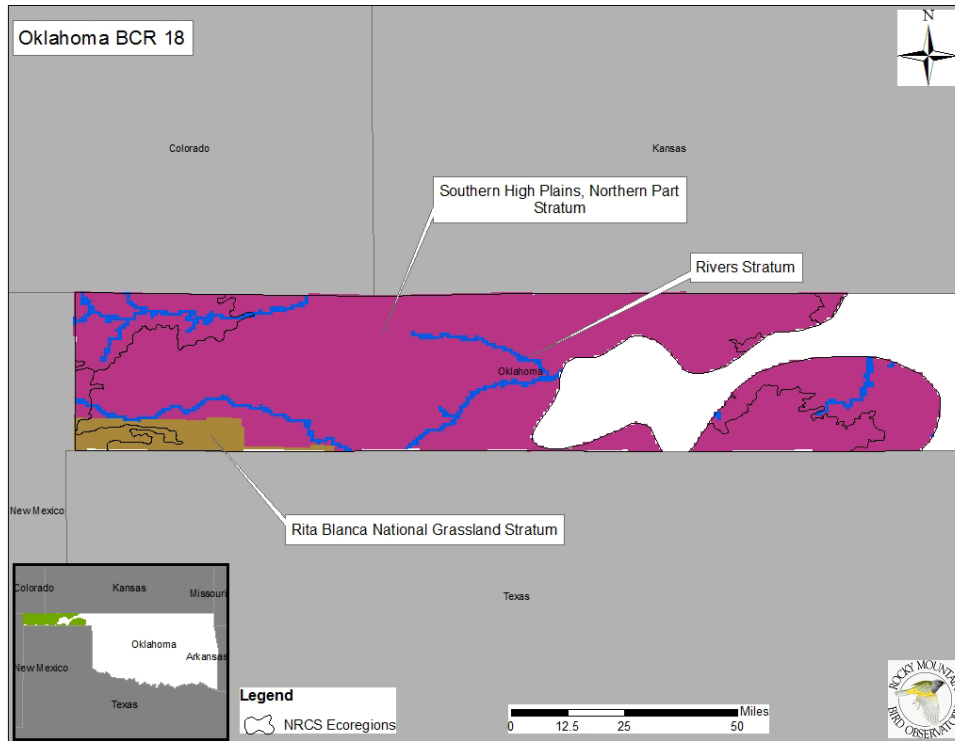 Oklahoma BCR 18
N
Colorado
Kansas
Southern High Plains, Northern Part
Stratum
Rivers Stratum
Oklahoma
New Mexico
Rita Blanca National Grassland Stratum
Texas
Colorado
Kansas
Missouri
Oklahoma
Arkansas
New Mexico
Texas
Legend
NRCS Ecoregions
Miles
0 12.5 25 50
ROCKY MOUNTAIN
BIRD OBSERVATORY